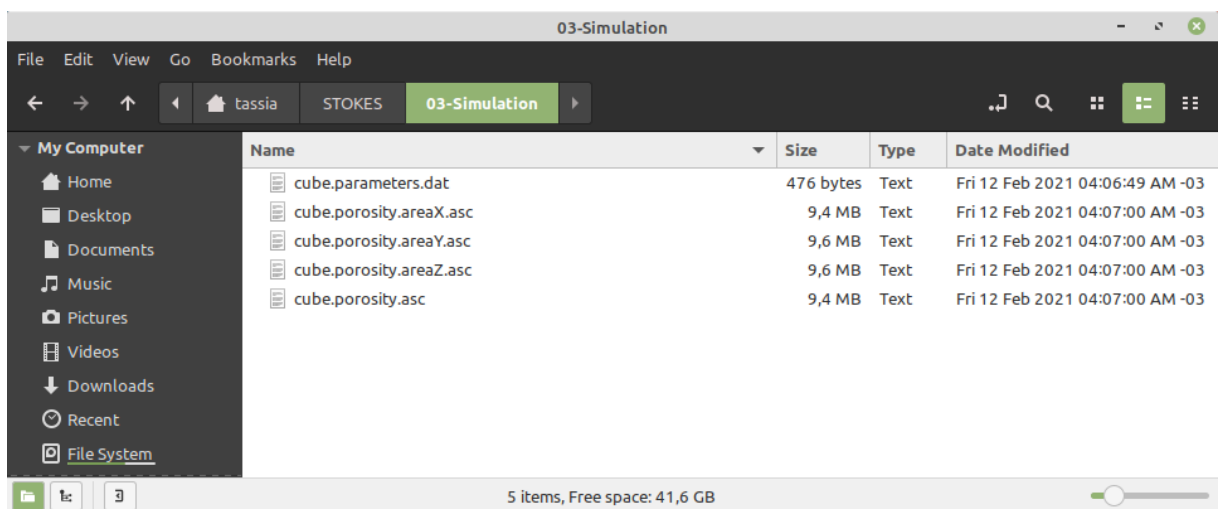 03-Simulation
File Edit View Go Bookmarks Help
tassia STOKES 03-Simulation
My Computer
Home
Desktop
Documents
Music
Pictures
Videos
Downloads
Recent
File System
Name Size Type Date Modified
cube.parameters.dat 476 bytes Text Fri 12 Feb 2021 04:06:49 AM -03
cube.porosity.areaX.asc 9,4 MB Text Fri 12 Feb 2021 04:07:00 AM -03
cube.porosity.areaY.asc 9,6 MB Text Fri 12 Feb 2021 04:07:00 AM -03
cube.porosity.areaZ.asc 9,6 MB Text Fri 12 Feb 2021 04:07:00 AM -03
cube.porosity.asc 9,4 MB Text Fri 12 Feb 2021 04:07:00 AM -03
5 items, Free space: 41,6 GB